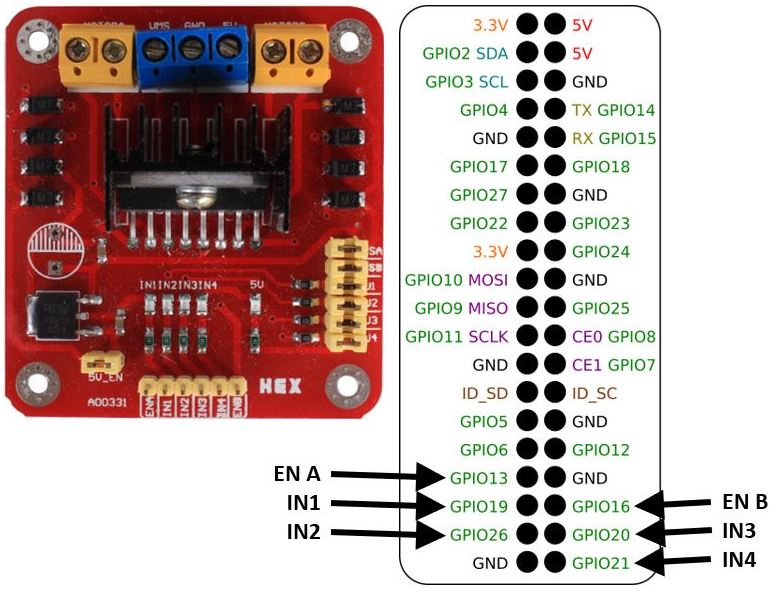 VMS GND 5V
IN1IN2IN3IN4 5V
5V_EN
A00331
HEX
ENA IN1 IN2 IN3 IN4 ENB
3.3V 5V
GPIO2 SDA 5V
GPIO3 SCL GND
GPIO4 TX GPIO14
GND RX GPIO15
GPIO17 GPIO18
GPIO27 GND
GPIO22 GPIO23
3.3V GPIO24
GPIO10 MOSI GND
GPIO9 MISO GPIO25
GPIO11 SCLK CE0 GPIO8
GND CE1 GPIO7
ID_SD ID_SC
GPIO5 GND
GPIO6 GPIO12
EN A GPIO13 GND
IN1 GPIO19 GPIO16 EN B
IN2 GPIO26 GPIO20 IN3
GND GPIO21 IN4